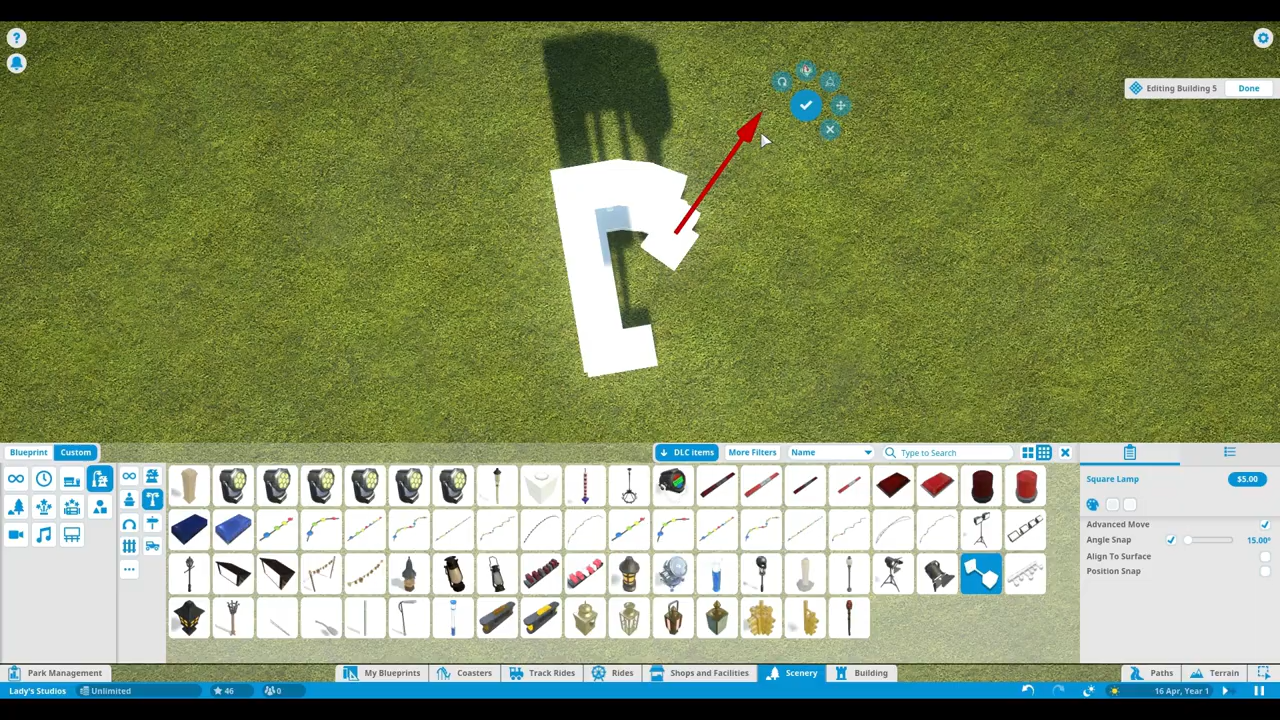 ?
Editing Building 5 Done
Blueprint Custom
DLC items More Filters Name Type to Search
Square Lamp $5.00
Advanced Move
Angle Snap 15.00°
Align To Surface
Position Snap
Park Management My Blueprints Coasters Track Rides Rides Shops and Facilities Scenery Building Paths Terrain
Lady's Studios Unlimited 46 0 16 Apr, Year 1